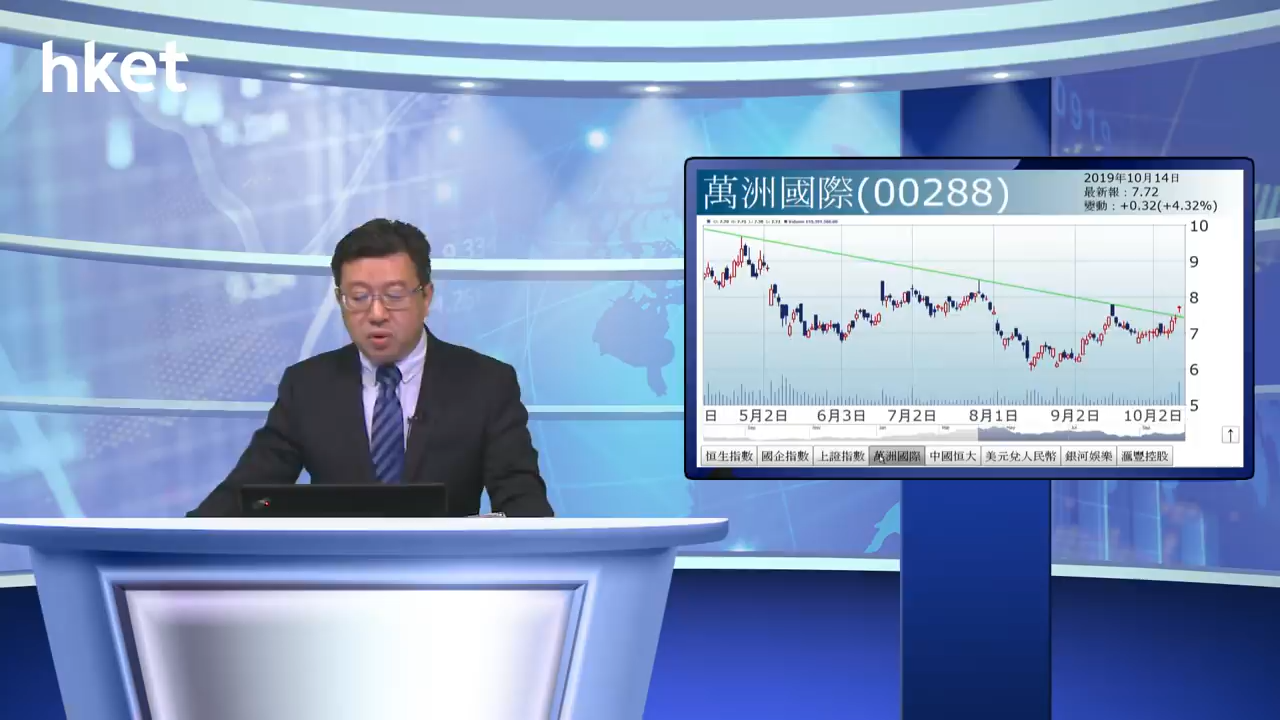 hket
萬洲國際(00288)
2019年10月14日
最新報：7.72
變動：+0.32(+4.32%)
10
9
8
7
6
5
日 5月2日 6月3日 7月2日 8月1日 9月2日 10月2日
恒生指數 國企指數 上證指數 萬洲國際 中國恒大 美元兌人民幣 銀河娛樂 滙豐控股